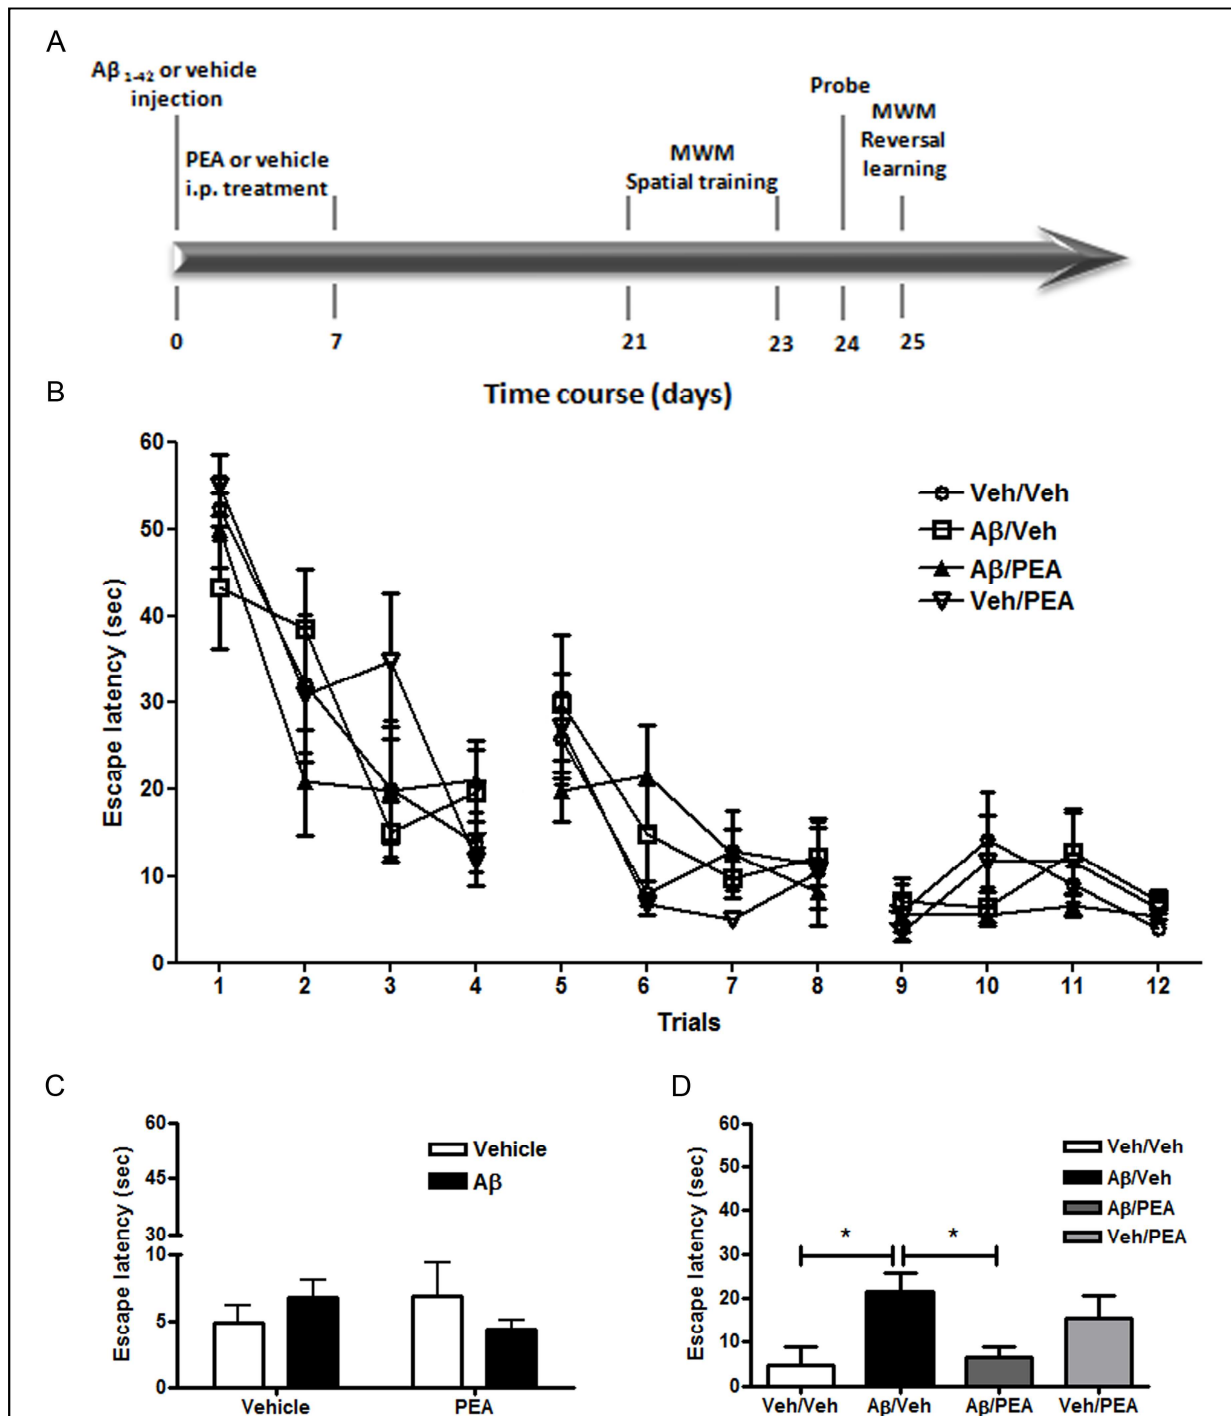 A
Aβ 1-42 or vehicle
injection
PEA or vehicle
i.p. treatment
MWM
Spatial training
Probe
MWM
Reversal
learning
0 7 21 23 24 25
Time course (days)
B
Escape latency (sec)
60
50
40
30
20
10
0
Veh/Veh
Aβ/Veh
Aβ/PEA
Veh/PEA
1 2 3 4 5 6 7 8 9 10 11 12
Trials
C
Escape latency (sec)
60
45
30
10
5
0
Vehicle
Aβ
Vehicle PEA
D
Escape latency (sec)
60
50
40
30
20
10
0
* *
Veh/Veh
Aβ/Veh
Aβ/PEA
Veh/PEA
Veh/Veh Aβ/Veh Aβ/PEA Veh/PEA